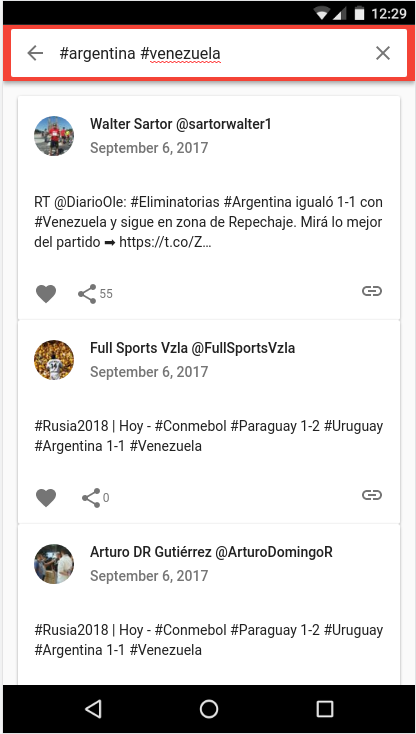 12:29
#argentina #venezuela
Walter Sartor @sartorwalter1
September 6, 2017
RT @DiarioOle: #Eliminatorias #Argentina igualó 1-1 con
#Venezuela y sigue en zona de Repechaje. Mirá lo mejor
del partido ➡ https://t.co/Z…
55
Full Sports Vzla @FullSportsVzla
September 6, 2017
#Rusia2018 | Hoy - #Conmebol #Paraguay 1-2 #Uruguay
#Argentina 1-1 #Venezuela
0
Arturo DR Gutiérrez @ArturoDomingoR
September 6, 2017
#Rusia2018 | Hoy - #Conmebol #Paraguay 1-2 #Uruguay
#Argentina 1-1 #Venezuela